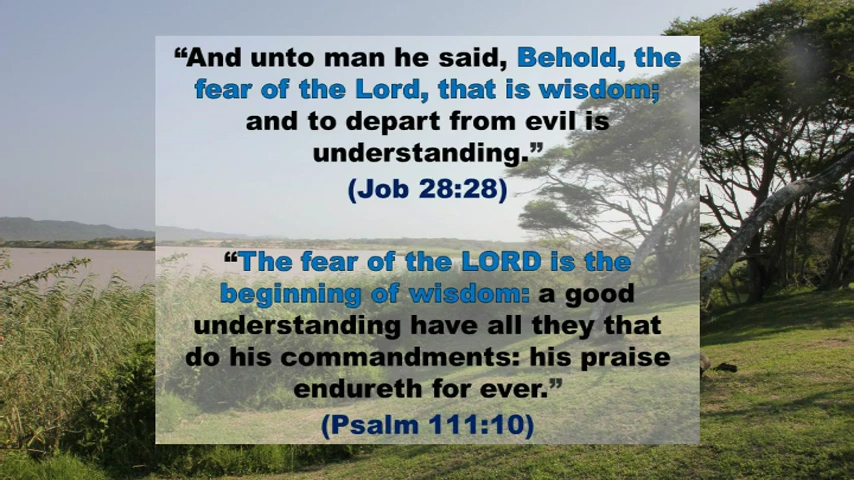 “And unto man he said, Behold, the
fear of the Lord, that is wisdom;
and to depart from evil is
understanding.”
(Job 28:28)
“The fear of the LORD is the
beginning of wisdom: a good
understanding have all they that
do his commandments: his praise
endureth for ever.”
(Psalm 111:10)